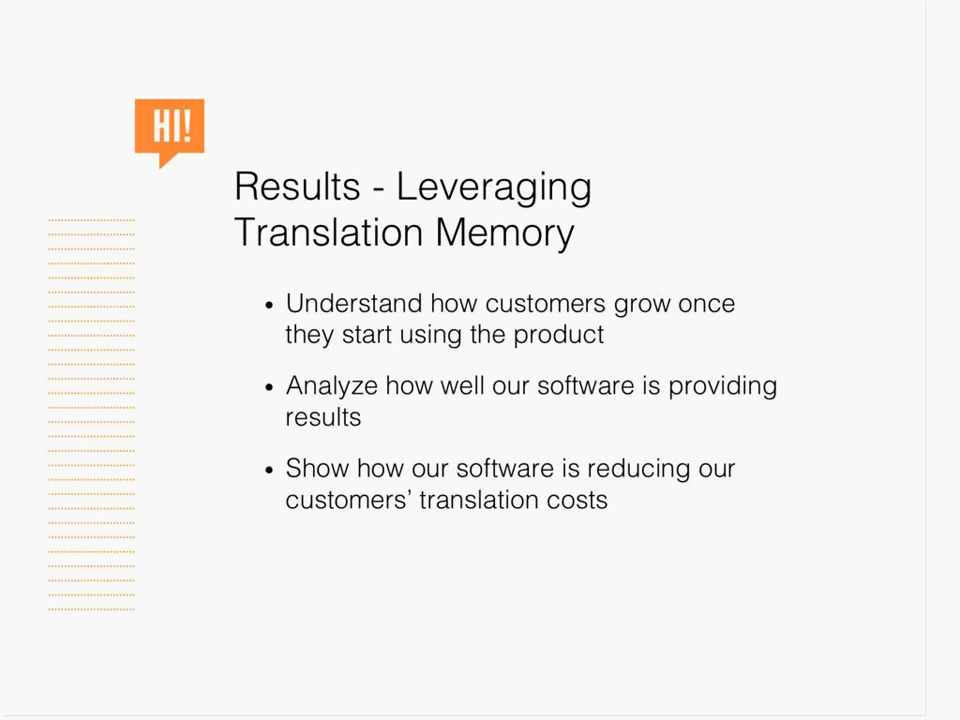 HI!
Results - Leveraging
Translation Memory
• Understand how customers grow once
they start using the product
• Analyze how well our software is providing
results
• Show how our software is reducing our
customers’ translation costs